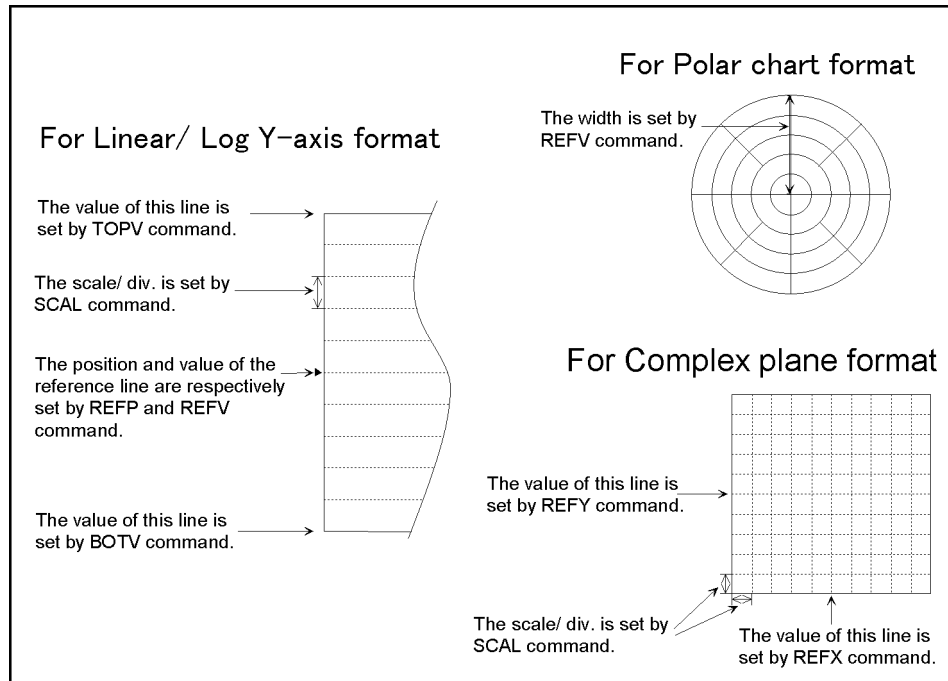 For Linear/ Log Y-axis format
The value of this line is
set by TOPV command.
The scale/ div. is set by
SCAL command.
The position and value of the
reference line are respectively
set by REFP and REFV
command.
The value of this line is
set by BOTV command.
For Polar chart format
The width is set by
REFV command.
For Complex plane format
The value of this line is
set by REFY command.
The scale/ div. is set by
SCAL command.
The value of this line is
set by REFX command.